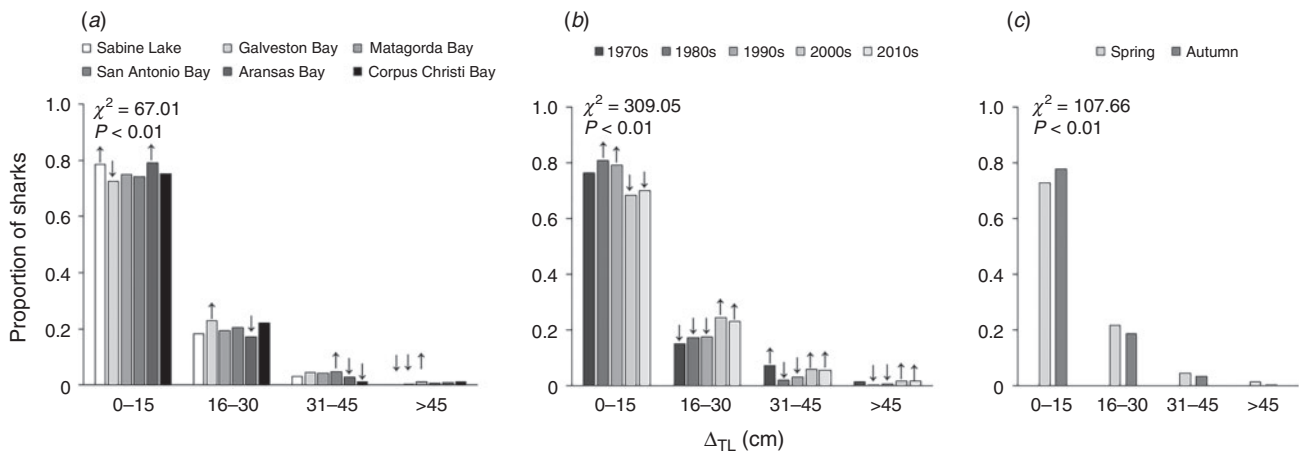 (a)
Sabine Lake Galveston Bay Matagorda Bay
San Antonio Bay Aransas Bay Corpus Christi Bay
χ² = 67.01
P < 0.01
Proportion of sharks
1.0
0.8
0.6
0.4
0.2
0
0–15 16–30 31–45 >45
(b)
1970s 1980s 1990s 2000s 2010s
χ² = 309.05
P < 0.01
1.0
0.8
0.6
0.4
0.2
0
0–15 16–30 31–45 >45
Δ_TL (cm)
(c)
Spring Autumn
χ² = 107.66
P < 0.01
1.0
0.8
0.6
0.4
0.2
0
0–15 16–30 31–45 >45